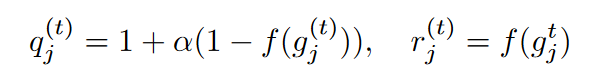 q_j^{(t)} = 1 + α(1 − f(g_j^{(t)})),    r_j^{(t)} = f(g_j^t)